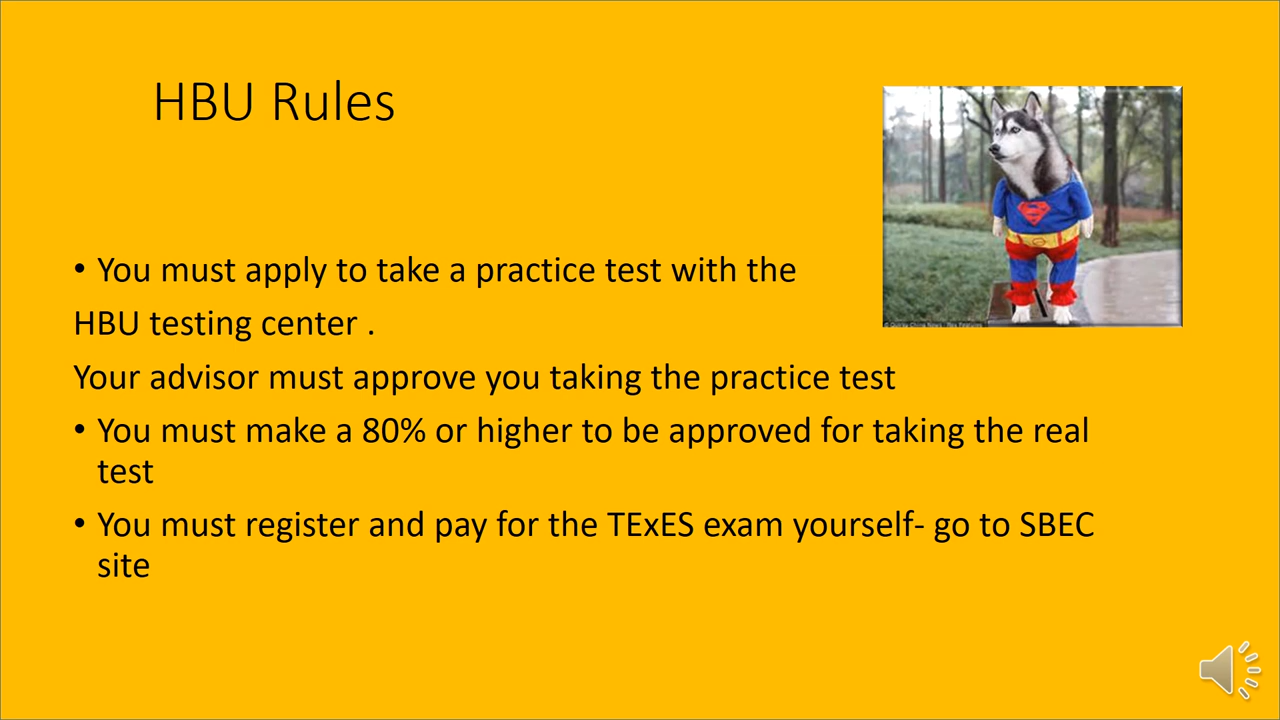 HBU Rules
• You must apply to take a practice test with the
HBU testing center .
Your advisor must approve you taking the practice test
• You must make a 80% or higher to be approved for taking the real
test
• You must register and pay for the TExES exam yourself- go to SBEC
site